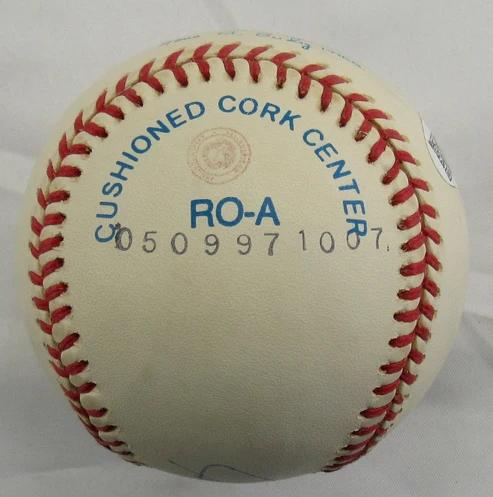 CUSHIONED CORK CENTER
RO-A
0509971007